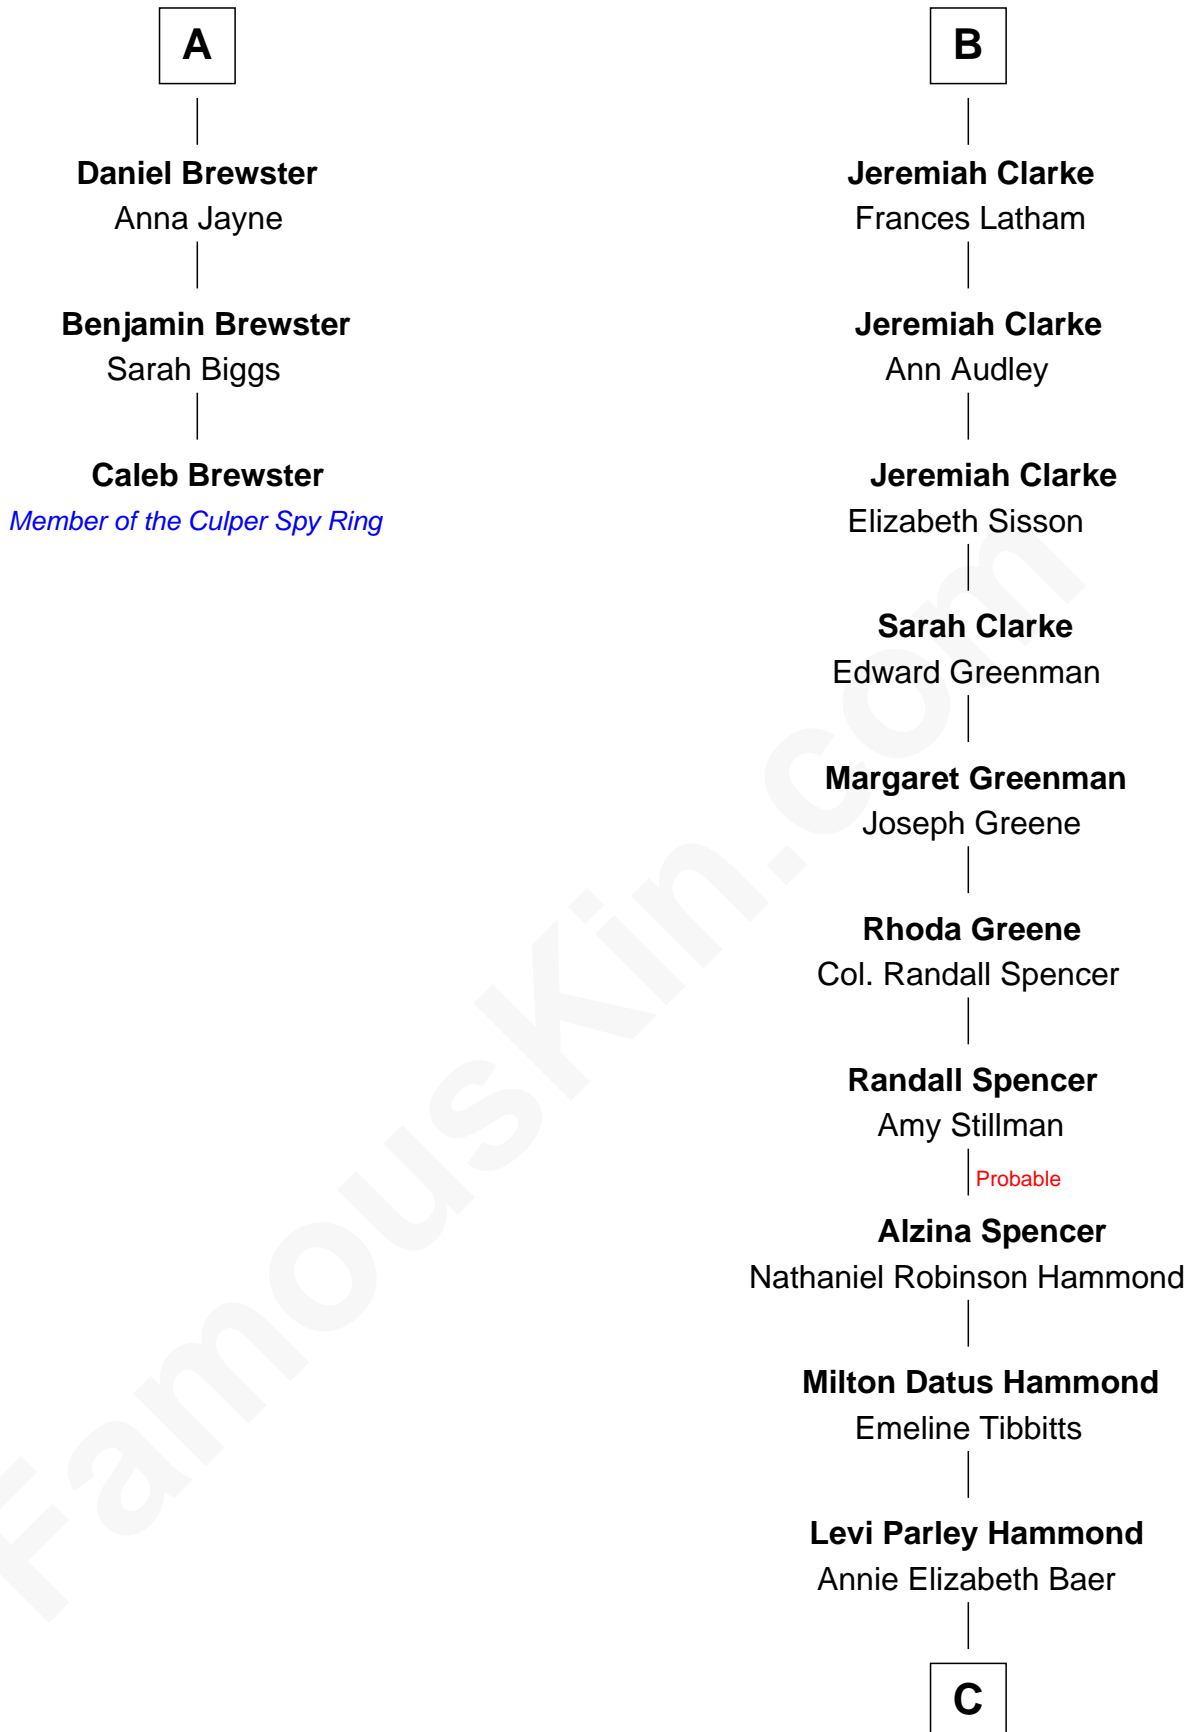 A
Daniel Brewster
Anna Jayne
Benjamin Brewster
Sarah Biggs
Caleb Brewster
Member of the Culper Spy Ring
B
Jeremiah Clarke
Frances Latham
Jeremiah Clarke
Ann Audley
Jeremiah Clarke
Elizabeth Sisson
Sarah Clarke
Edward Greenman
Margaret Greenman
Joseph Greene
Rhoda Greene
Col. Randall Spencer
Randall Spencer
Amy Stillman
Probable
Alzina Spencer
Nathaniel Robinson Hammond
Milton Datus Hammond
Emeline Tibbitts
Levi Parley Hammond
Annie Elizabeth Baer
C
FamousKin.com